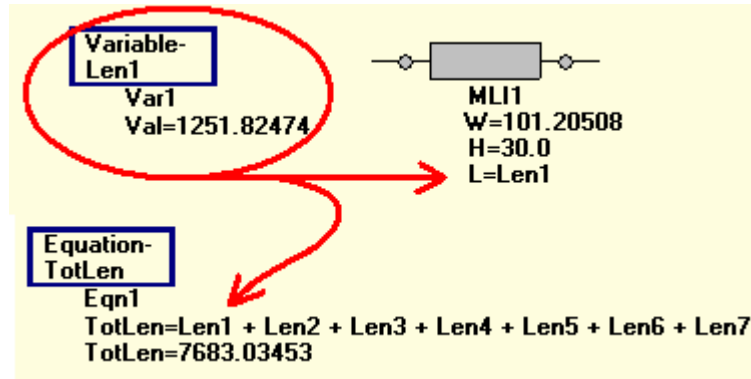 Variable-
Len1
Var1
Val=1251.82474
MLI1
W=101.20508
H=30.0
L=Len1
Equation-
TotLen
Eqn1
TotLen=Len1 + Len2 + Len3 + Len4 + Len5 + Len6 + Len7
TotLen=7683.03453